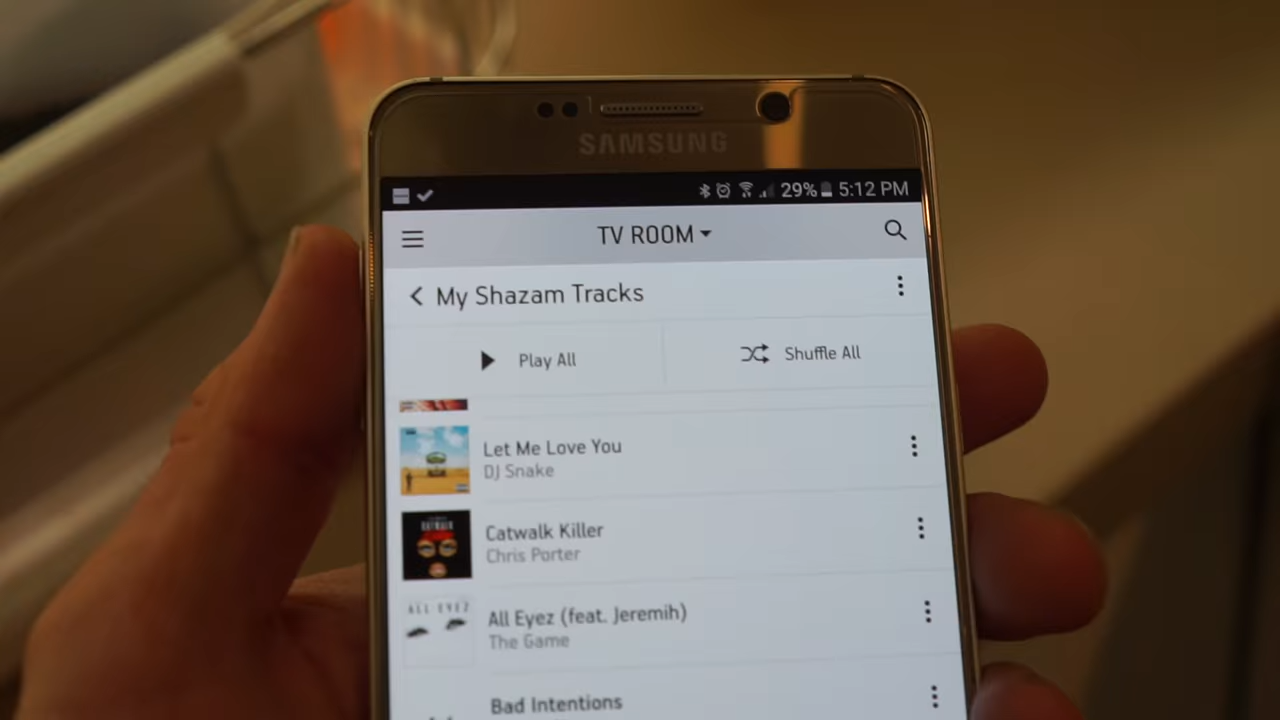 SAMSUNG
29% 5:12 PM
TV ROOM
My Shazam Tracks
Play All
Shuffle All
Let Me Love You
DJ Snake
CATWALK
Catwalk Killer
Chris Porter
ALL EYEZ
All Eyez (feat. Jeremih)
The Game
Bad Intentions